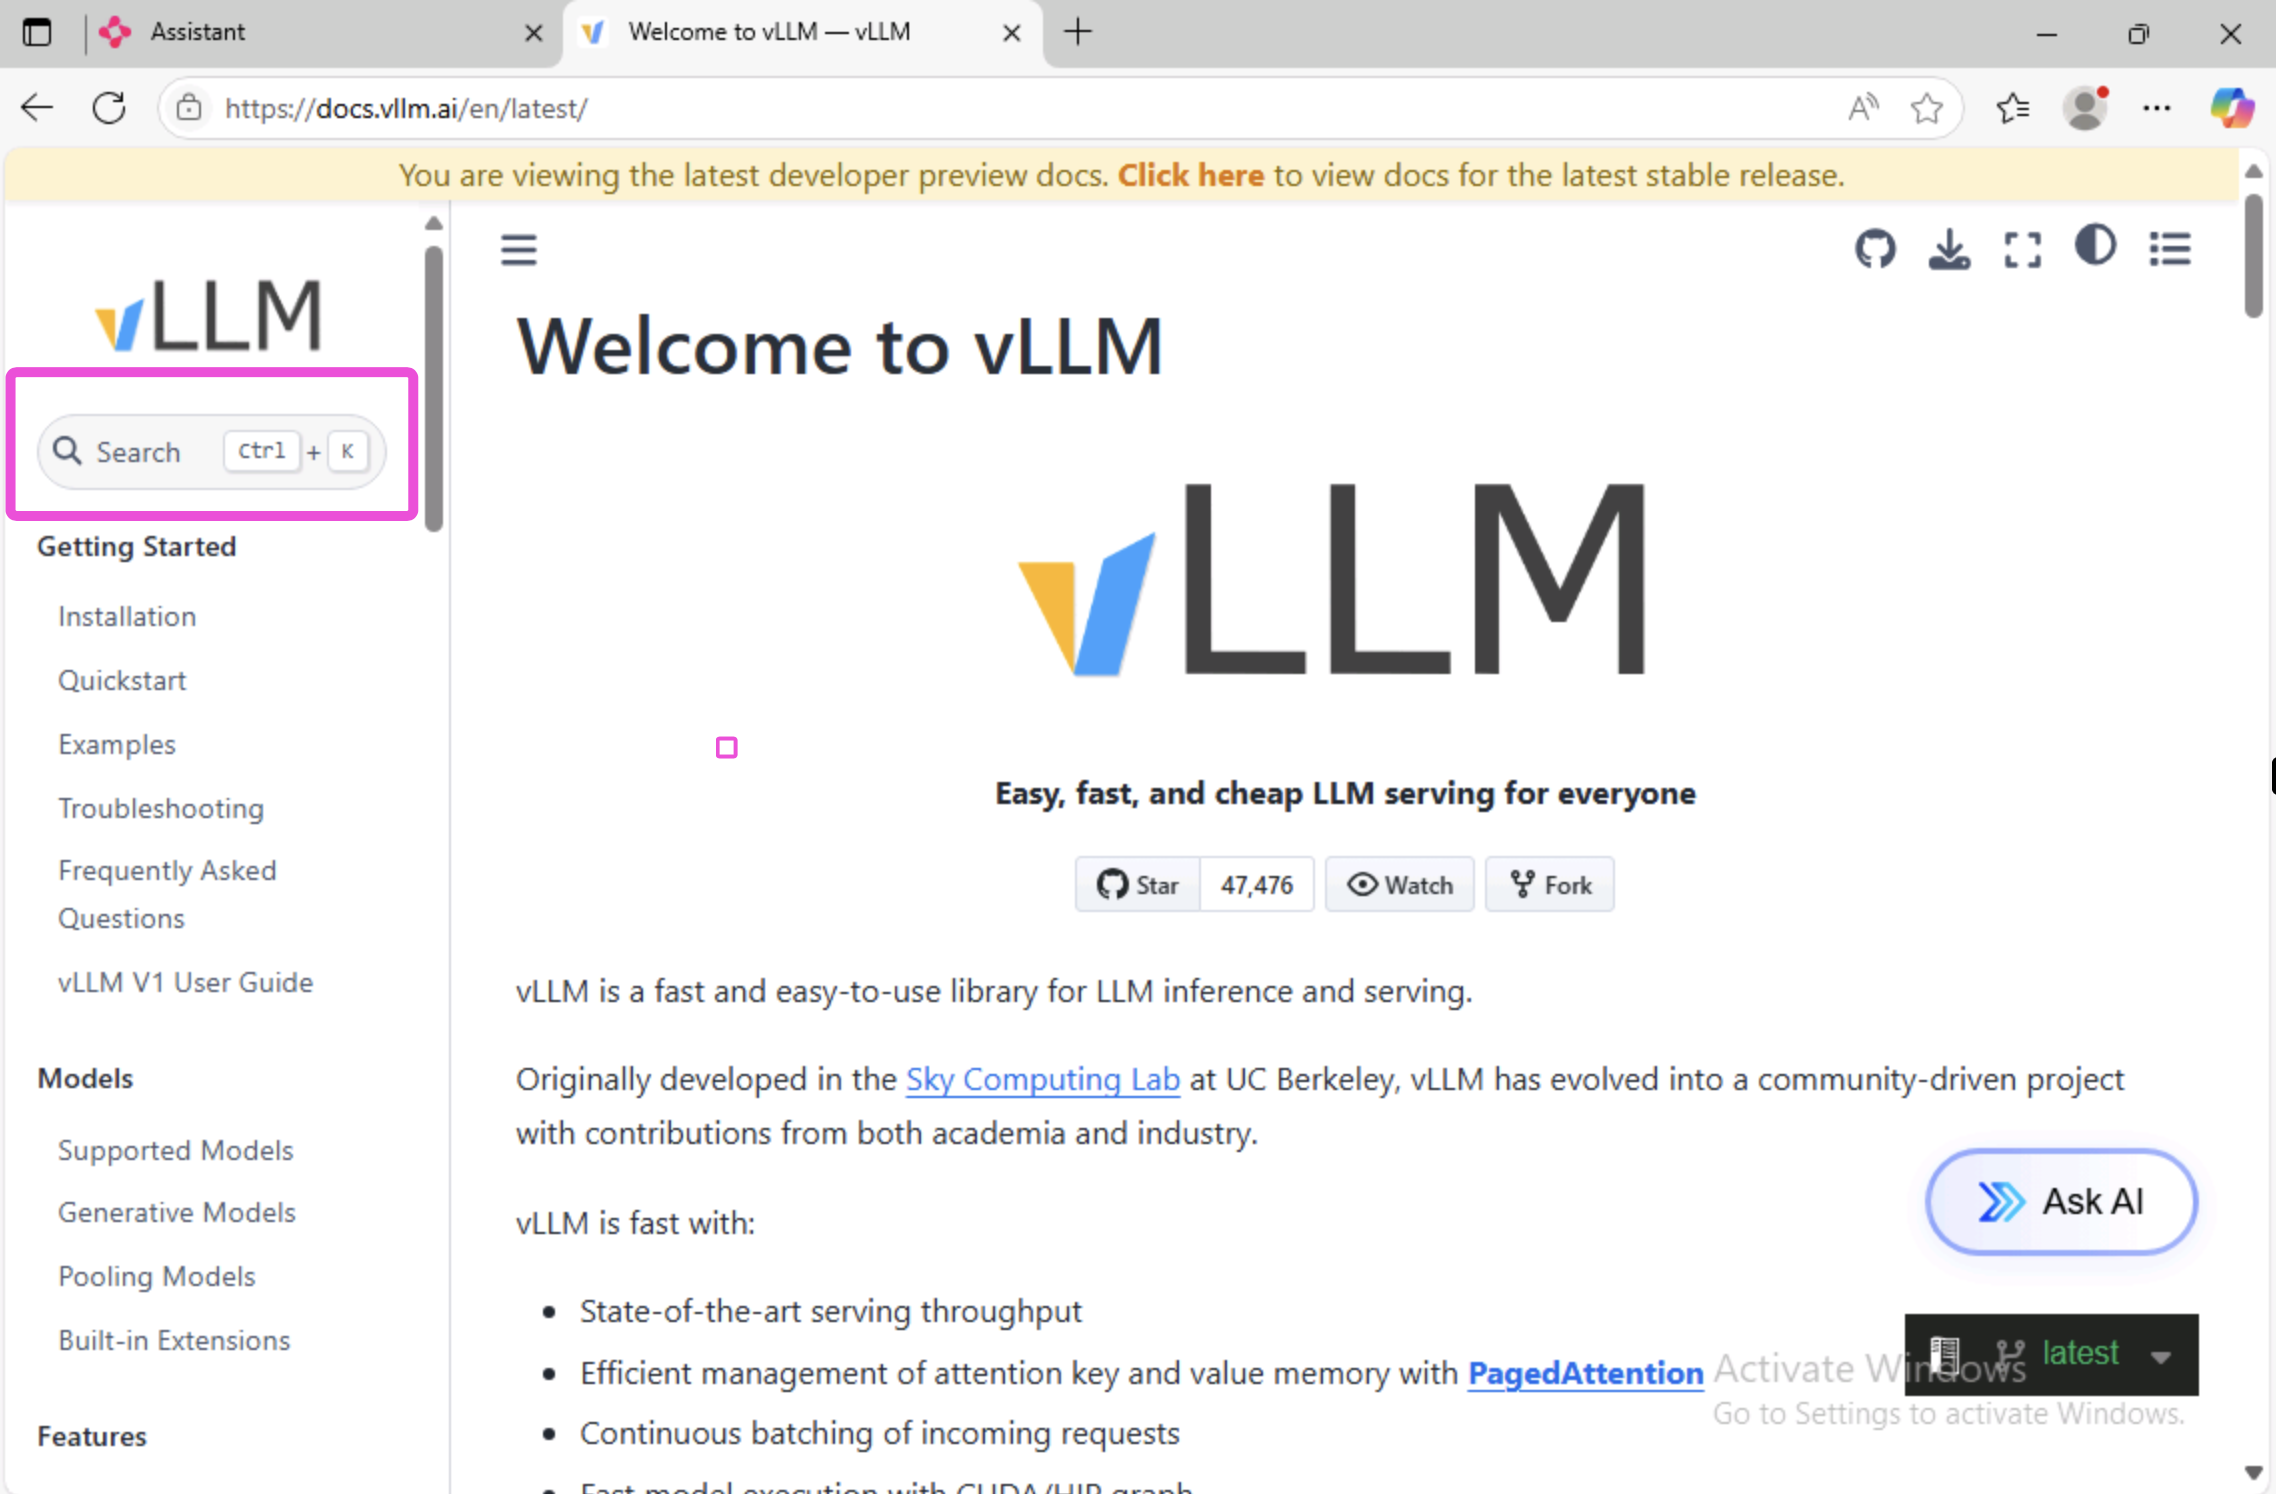 Assistant
Welcome to vLLM — vLLM
https://docs.vllm.ai/en/latest/
You are viewing the latest developer preview docs. Click here to view docs for the latest stable release.
vLLM
Search Ctrl + K
Getting Started
Installation
Quickstart
Examples
Troubleshooting
Frequently Asked
Questions
vLLM V1 User Guide
Models
Supported Models
Generative Models
Pooling Models
Built-in Extensions
Features
Welcome to vLLM
vLLM
Easy, fast, and cheap LLM serving for everyone
Star 47,476 Watch Fork
vLLM is a fast and easy-to-use library for LLM inference and serving.
Originally developed in the Sky Computing Lab at UC Berkeley, vLLM has evolved into a community-driven project
with contributions from both academia and industry.
vLLM is fast with:
• State-of-the-art serving throughput
• Efficient management of attention key and value memory with PagedAttention
• Continuous batching of incoming requests
• Fast model execution with CUDA/HIP graph
Ask AI
latest
Activate Windows
Go to Settings to activate Windows.